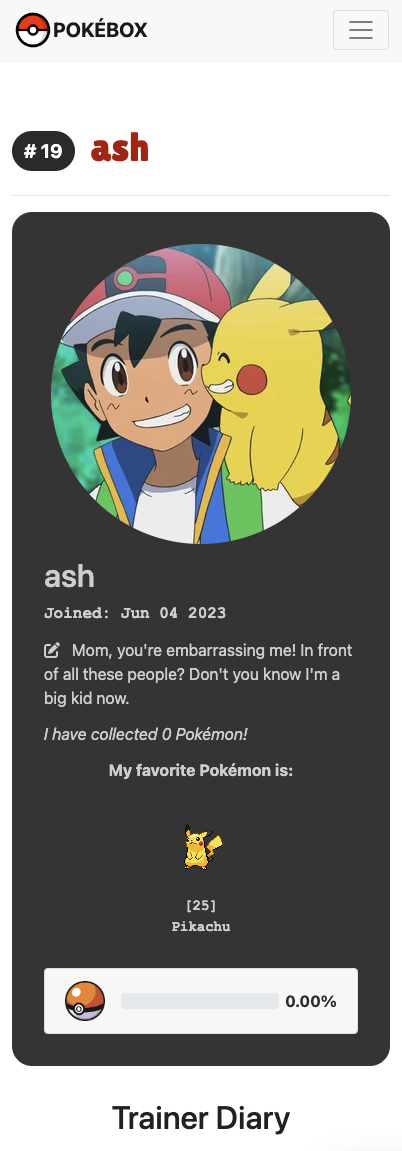 POKÉBOX
# 19 ash
ash
Joined: Jun 04 2023
Mom, you're embarrassing me! In front
of all these people? Don't you know I'm a
big kid now.
I have collected 0 Pokémon!
My favorite Pokémon is:
[25]
Pikachu
0.00%
Trainer Diary